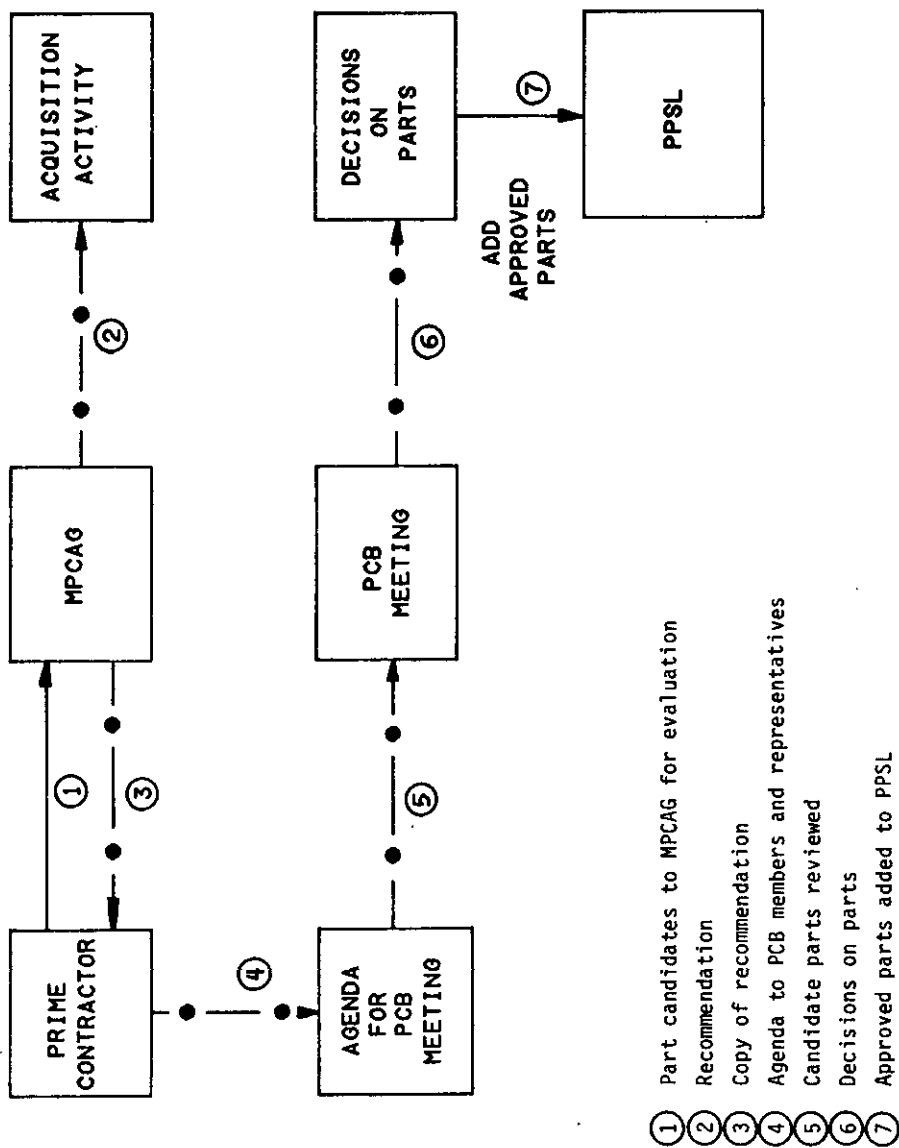 PRIME
CONTRACTOR
①
③
MPCAG
②
ACQUISITION
ACTIVITY
④
AGENDA
FOR
PCB
MEETING
⑤
PCB
MEETING
⑥
DECISIONS
ON
PARTS
ADD
APPROVED
PARTS
⑦
PPSL
① Part candidates to MPCAG for evaluation
② Recommendation
③ Copy of recommendation
④ Agenda to PCB members and representatives
⑤ Candidate parts reviewed
⑥ Decisions on parts
⑦ Approved parts added to PPSL